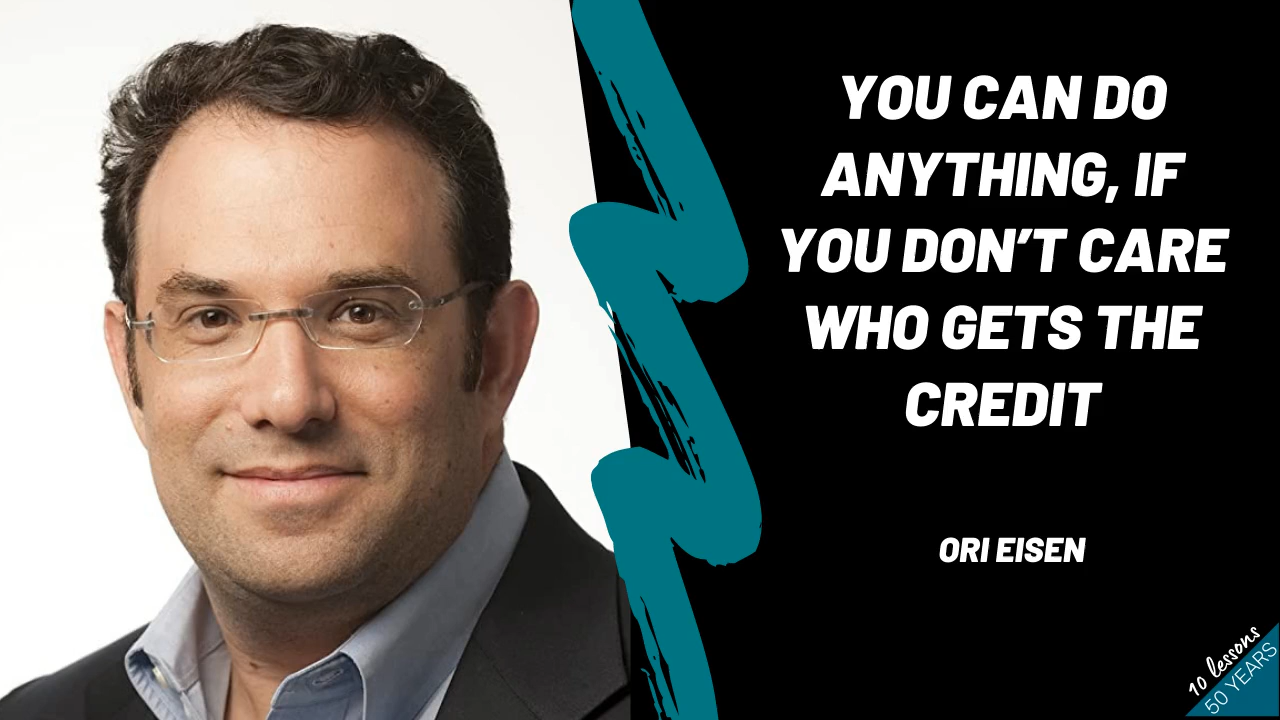 YOU CAN DO
ANYTHING, IF
YOU DON’T CARE
WHO GETS THE
CREDIT
ORI EISEN
10 lessons
50 YEARS